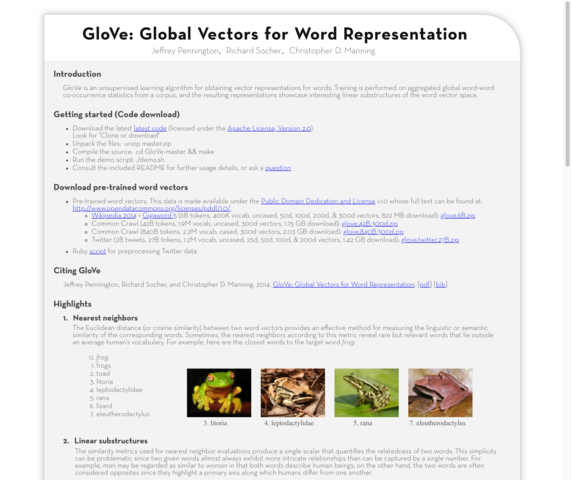 GloVe: Global Vectors for Word Representation
Jeffrey Pennington, Richard Socher, Christopher D. Manning
Introduction
GloVe is an unsupervised learning algorithm for obtaining vector representations for words. Training is performed on aggregated global word-word
co-occurrence statistics from a corpus, and the resulting representations showcase interesting linear substructures of the word vector space.
Getting started (Code download)
• Download the latest latest code (licensed under the Apache License, Version 2.0)
Look for "Clone or download"
• Unpack the files: unzip master.zip
• Compile the source: cd GloVe-master && make
• Run the demo script: ./demo.sh
• Consult the included README for further usage details, or ask a question
Download pre-trained word vectors
• Pre-trained word vectors. This data is made available under the Public Domain Dedication and License v1.0 whose full text can be found at:
http://www.opendatacommons.org/licenses/pddl/1.0/.
Wikipedia 2014 + Gigaword 5 (6B tokens, 400K vocab, uncased, 50d, 100d, 200d, & 300d vectors, 822 MB download): glove.6B.zip
Common Crawl (42B tokens, 1.9M vocab, uncased, 300d vectors, 1.75 GB download): glove.42B.300d.zip
Common Crawl (840B tokens, 2.2M vocab, cased, 300d vectors, 2.03 GB download): glove.840B.300d.zip
Twitter (2B tweets, 27B tokens, 1.2M vocab, uncased, 25d, 50d, 100d, & 200d vectors, 1.42 GB download): glove.twitter.27B.zip
• Ruby script for preprocessing Twitter data
Citing GloVe
Jeffrey Pennington, Richard Socher, and Christopher D. Manning. 2014. GloVe: Global Vectors for Word Representation. [pdf] [bib]
Highlights
1. Nearest neighbors
The Euclidean distance (or cosine similarity) between two word vectors provides an effective method for measuring the linguistic or semantic
similarity of the corresponding words. Sometimes, the nearest neighbors according to this metric reveal rare but relevant words that lie outside
an average human's vocabulary. For example, here are the closest words to the target word frog:
0. frog
1. frogs
2. toad
3. litoria
4. leptodactylidae
5. rana
6. lizard
7. eleutherodactylus
3. litoria
4. leptodactylidae
5. rana
7. eleutherodactylus
2. Linear substructures
The similarity metrics used for nearest neighbor evaluations produce a single scalar that quantifies the relatedness of two words. This simplicity
can be problematic since two given words almost always exhibit more intricate relationships than can be captured by a single number. For
example, man may be regarded as similar to woman in that both words describe human beings; on the other hand, the two words are often
considered opposites since they highlight a primary axis along which humans differ from one another.